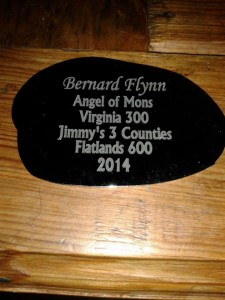 Bernard Flynn
Angel of Mons
Virginia 300
Jimmy's 3 Counties
Flatlands 600
2014